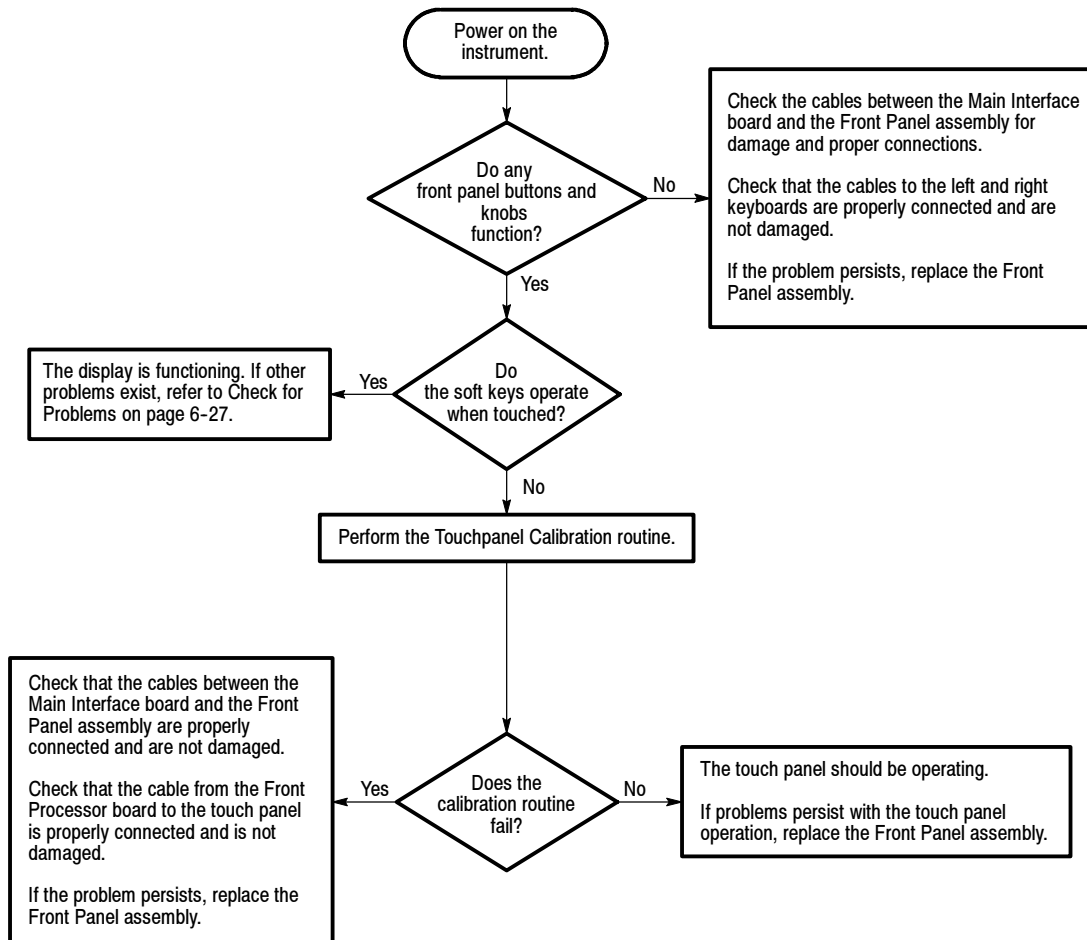 Power on the
instrument.
Check the cables between the Main Interface
board and the Front Panel assembly for
damage and proper connections.
Check that the cables to the left and right
keyboards are properly connected and are
not damaged.
If the problem persists, replace the Front
Panel assembly.
Do any
front panel buttons and
knobs
function?
No
Yes
The display is functioning. If other
problems exist, refer to Check for
Problems on page 6-27.
Yes
Do
the soft keys operate
when touched?
No
Perform the Touchpanel Calibration routine.
Check that the cables between the
Main Interface board and the Front
Panel assembly are properly
connected and are not damaged.
Check that the cable from the Front
Processor board to the touch panel
is properly connected and is not
damaged.
If the problem persists, replace the
Front Panel assembly.
Yes
Does the
calibration routine
fail?
No
The touch panel should be operating.
If problems persist with the touch panel
operation, replace the Front Panel assembly.